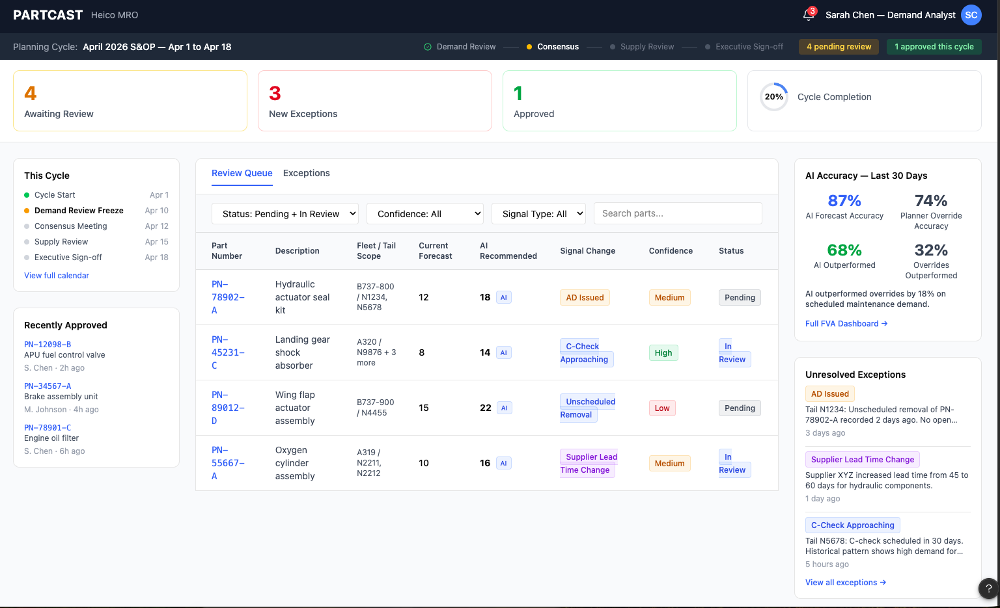 PARTCAST Heico MRO
3
Sarah Chen — Demand Analyst SC
Planning Cycle: April 2026 S&OP — Apr 1 to Apr 18
Demand Review
Consensus
Supply Review
Executive Sign-off
4 pending review
1 approved this cycle
4
Awaiting Review
3
New Exceptions
1
Approved
20%
Cycle Completion
This Cycle
Cycle Start Apr 1
Demand Review Freeze Apr 10
Consensus Meeting Apr 12
Supply Review Apr 15
Executive Sign-off Apr 18
View full calendar
Recently Approved
PN-12098-B
APU fuel control valve
S. Chen · 2h ago
PN-34567-A
Brake assembly unit
M. Johnson · 4h ago
PN-78901-C
Engine oil filter
S. Chen · 6h ago
Review Queue Exceptions
Status: Pending + In Review
Confidence: All
Signal Type: All
Search parts...
Part
Number
Description
Fleet / Tail
Scope
Current
Forecast
AI
Recommended
Signal Change
Confidence
Status
PN-
78902-
A
Hydraulic
actuator seal
kit
B737-800
/ N1234,
N5678
12
18 AI
AD Issued
Medium
Pending
PN-
45231-
C
Landing gear
shock
absorber
A320 /
N9876 + 3
more
8
14 AI
C-Check
Approaching
High
In
Review
PN-
89012-
D
Wing flap
actuator
assembly
B737-900
/ N4455
15
22 AI
Unscheduled
Removal
Low
Pending
PN-
55667-
A
Oxygen
cylinder
assembly
A319 /
N2211,
N2212
10
16 AI
Supplier Lead
Time Change
Medium
In
Review
AI Accuracy — Last 30 Days
87%
AI Forecast Accuracy
74%
Planner Override
Accuracy
68%
AI Outperformed
32%
Overrides
Outperformed
AI outperformed overrides by 18% on
scheduled maintenance demand.
Full FVA Dashboard →
Unresolved Exceptions
AD Issued
Tail N1234: Unscheduled removal of PN-
78902-A recorded 2 days ago. No open...
3 days ago
Supplier Lead Time Change
Supplier XYZ increased lead time from 45 to
60 days for hydraulic components.
1 day ago
C-Check Approaching
Tail N5678: C-check scheduled in 30 days.
Historical pattern shows high demand for...
5 hours ago
View all exceptions →
?